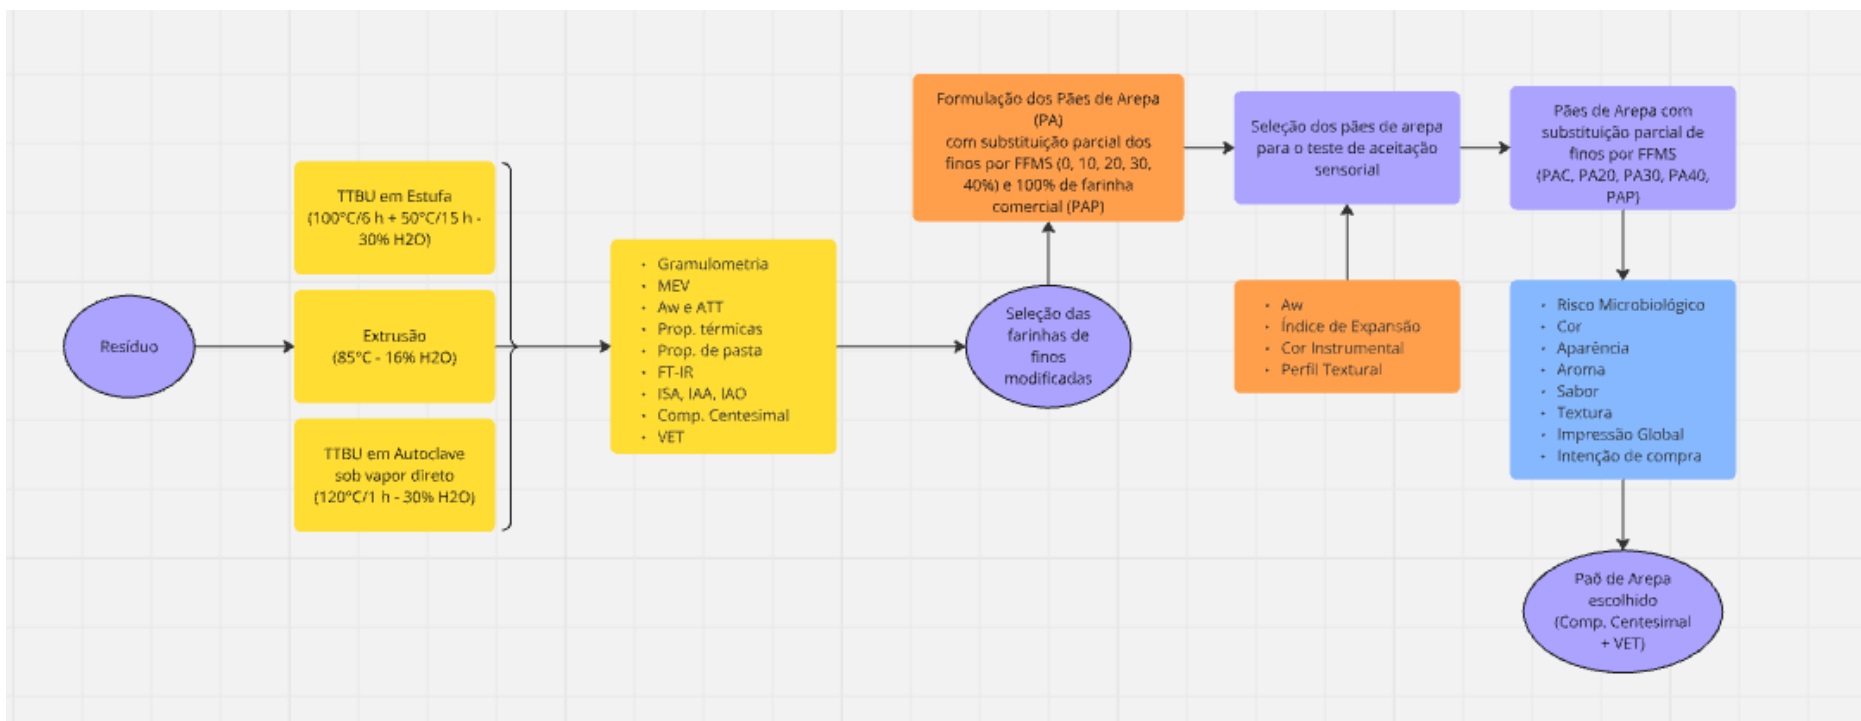 Resíduo
TTBU em Estufa
(100°C/6 h + 50°C/15 h -
30% H2O)
Extrusão
(85°C - 16% H2O)
TTBU em Autoclave
sob vapor direto
(120°C/1 h - 30% H2O)
• Gramulometria
• MEV
• Aw e ATT
• Prop. térmicas
• Prop. de pasta
• FT-IR
• ISA, IAA, IAO
• Comp. Centesimal
• VET
Seleção das
farinhas de
finos
modificadas
Formulação dos Pães de Arepa
(PA)
com substituição parcial dos
finos por FFMS (0, 10, 20, 30,
40%) e 100% de farinha
comercial (PAP)
Seleção dos pães de arepa
para o teste de aceitação
sensorial
• Aw
• Índice de Expansão
• Cor Instrumental
• Perfil Textural
Pães de Arepa com
substituição parcial de
finos por FFMS
(PAC, PA20, PA30, PA40,
PAP)
• Risco Microbiológico
• Cor
• Aparência
• Aroma
• Sabor
• Textura
• Impressão Global
• Intenção de compra
Paõ de Arepa
escolhido
(Comp. Centesimal
+ VET)